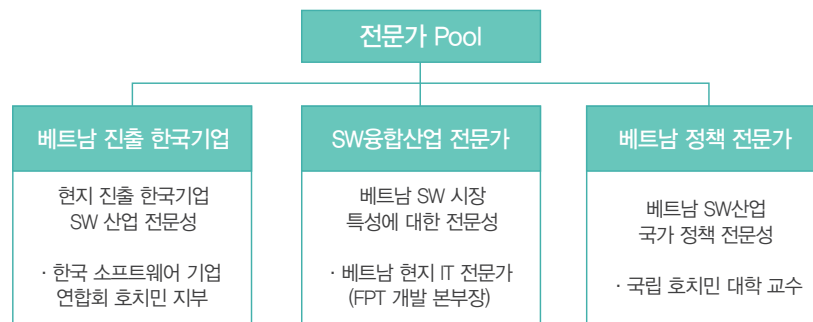 전문가 Pool
베트남 진출 한국기업
현지 진출 한국기업
SW 산업 전문성
· 한국 소프트웨어 기업
연합회 호치민 지부
SW융합산업 전문가
베트남 SW 시장
특성에 대한 전문성
· 베트남 현지 IT 전문가
(FPT 개발 본부장)
베트남 정책 전문가
베트남 SW산업
국가 정책 전문성
· 국립 호치민 대학 교수